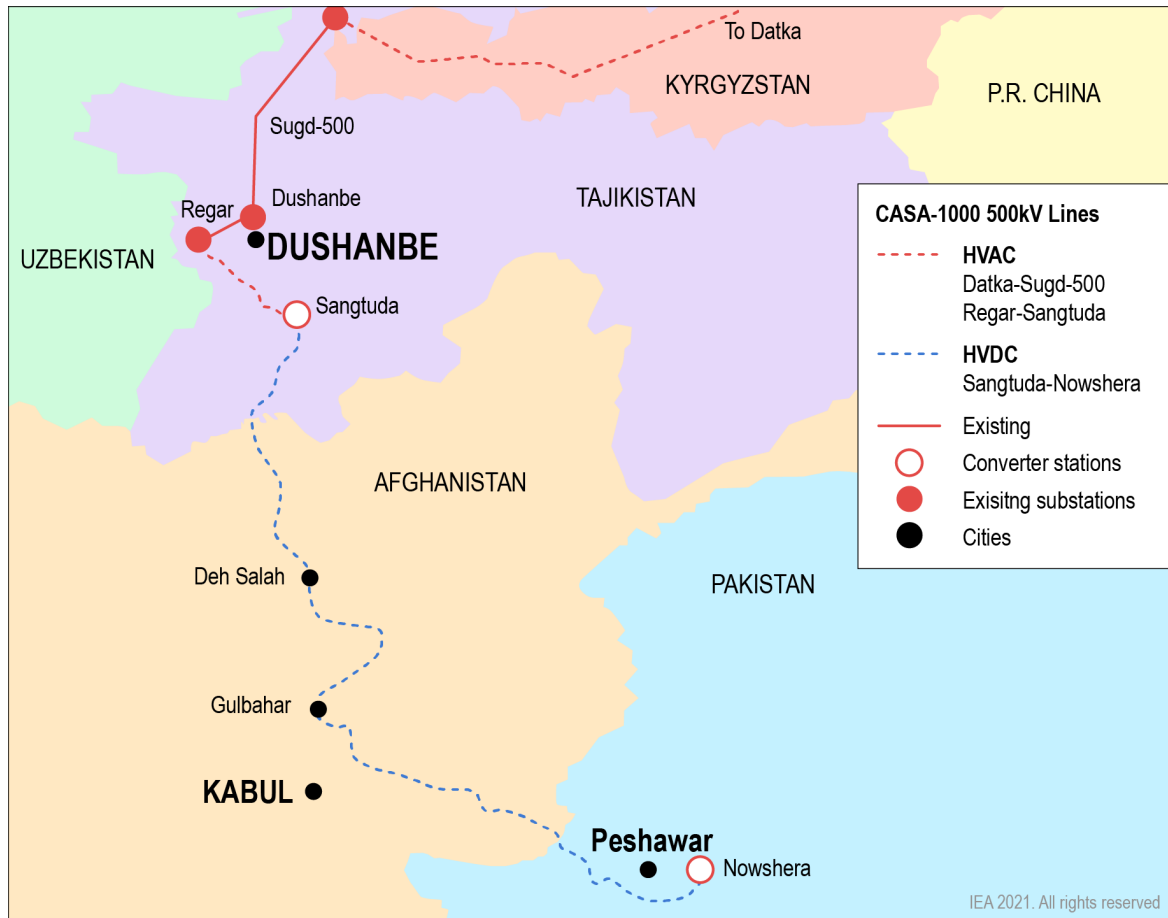 To Datka
KYRGYZSTAN
P.R. CHINA
Sugd-500
TAJIKISTAN
Regar
Dushanbe
DUSHANBE
UZBEKISTAN
Sangtuda
CASA-1000 500kV Lines
HVAC
Datka-Sugd-500
Regar-Sangtuda
HVDC
Sangtuda-Nowshera
Existing
Converter stations
Exisitng substations
Cities
AFGHANISTAN
Deh Salah
PAKISTAN
Gulbahar
KABUL
Peshawar
Nowshera
IEA 2021. All rights reserved